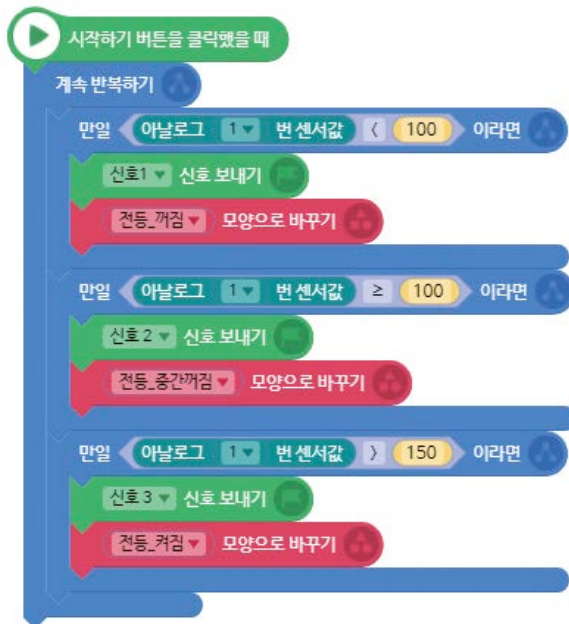 시작하기 버튼을 클릭했을 때
계속 반복하기
만일 아날로그 1 번 센서값 < 100 이라면
신호1 신호 보내기
전등_꺼짐 모양으로 바꾸기
만일 아날로그 1 번 센서값 ≥ 100 이라면
신호 2 신호 보내기
전등_중간꺼짐 모양으로 바꾸기
만일 아날로그 1 번 센서값 > 150 이라면
신호 3 신호 보내기
전등_켜짐 모양으로 바꾸기